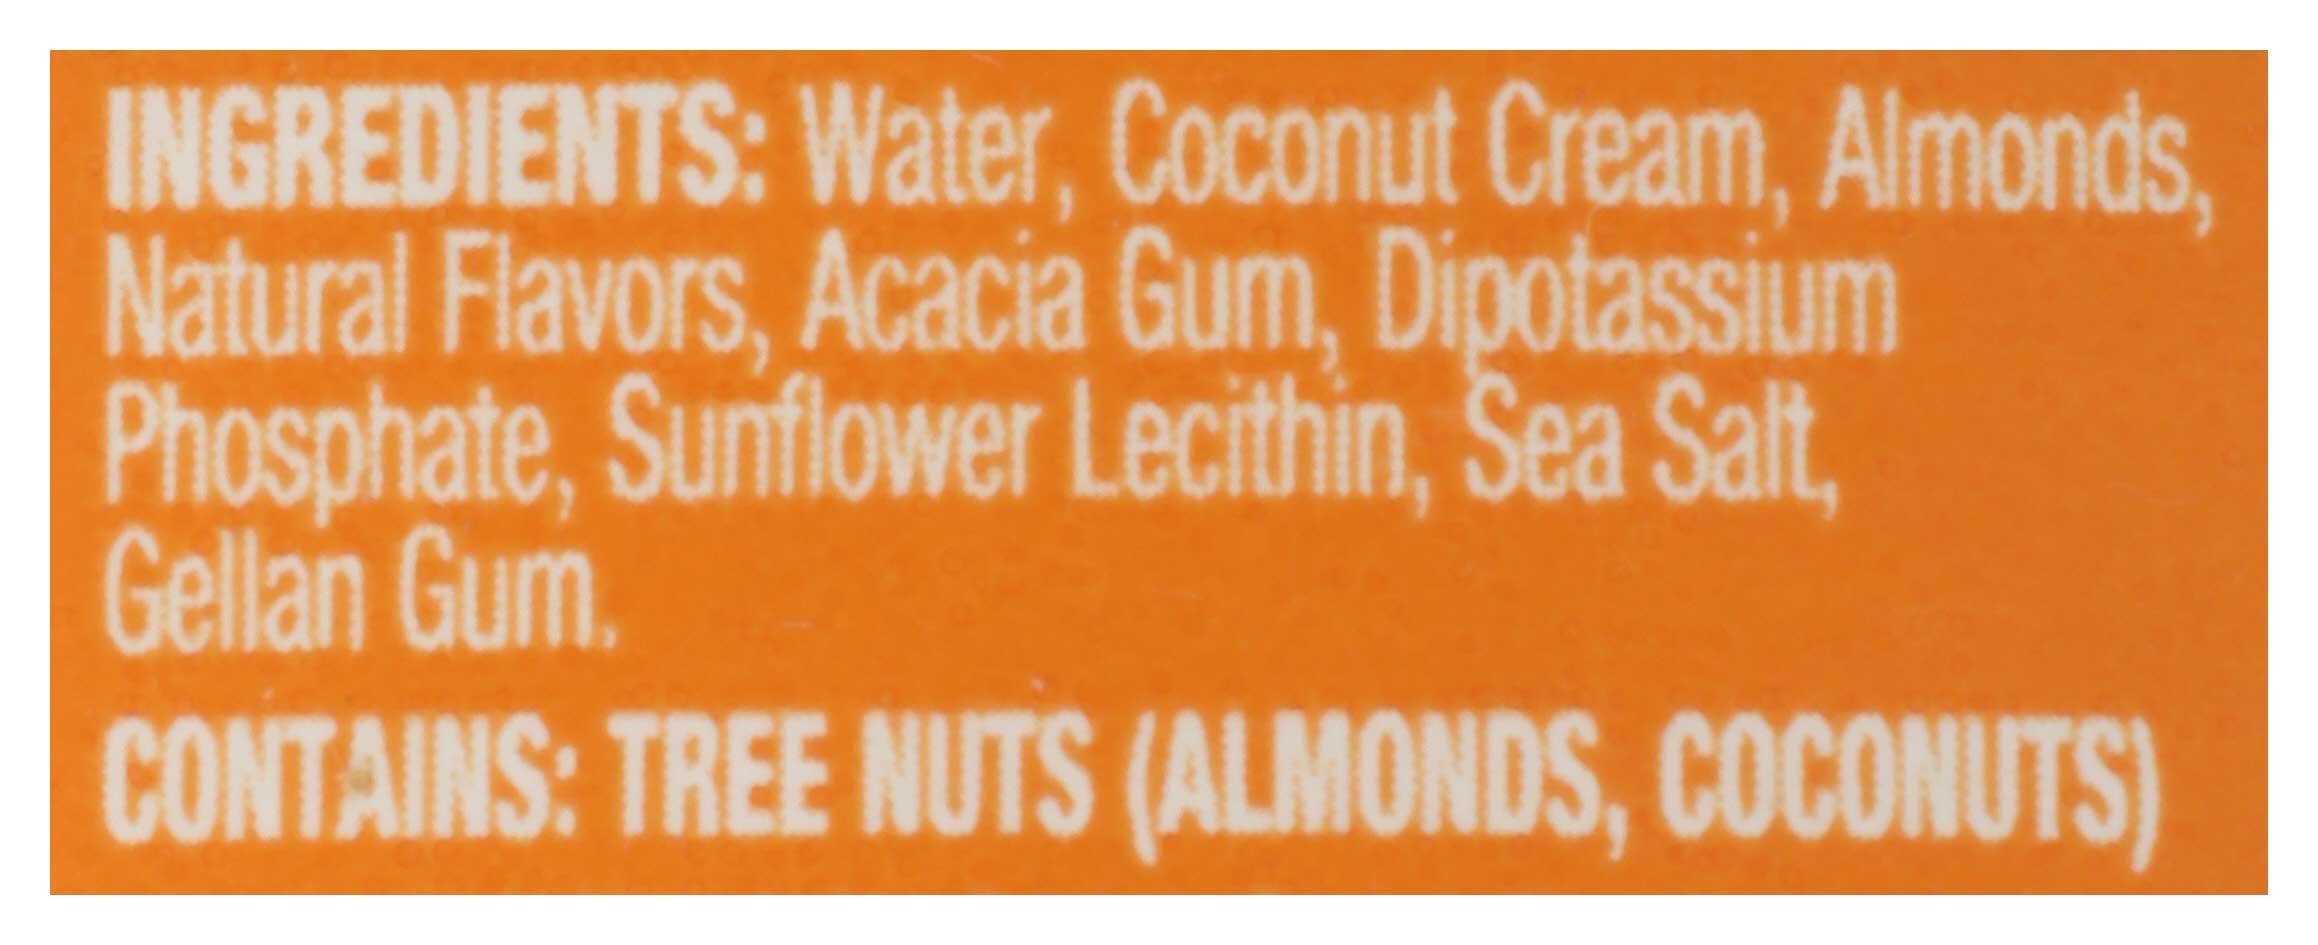 INGREDIENTS: Water, Coconut Cream, Almonds,
Natural Flavors, Acacia Gum, Dipotassium
Phosphate, Sunflower Lecithin, Sea Salt,
Gellan Gum.
CONTAINS: TREE NUTS (ALMONDS, COCONUTS)